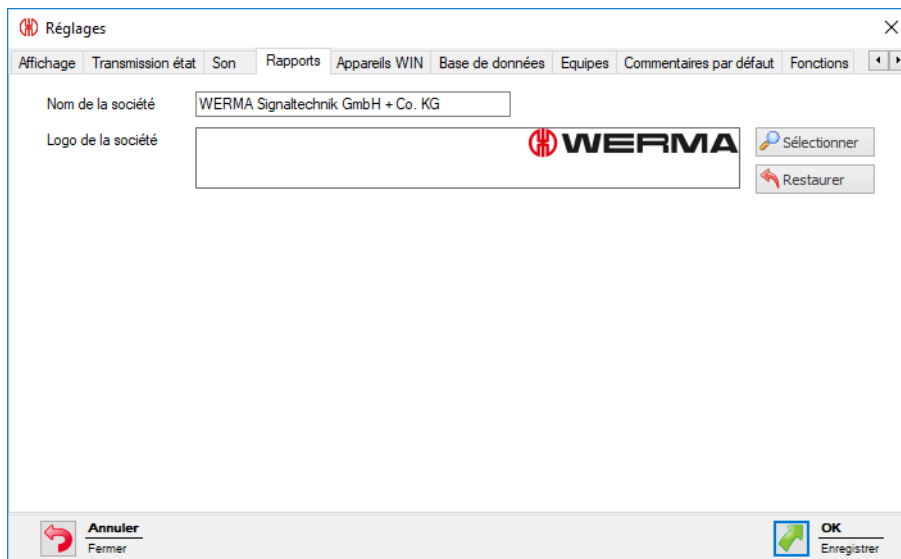 Réglages
Affichage Transmission état Son Rapports Appareils WIN Base de données Equipes Commentaires par défaut Fonctions
Nom de la société WERMA Signaltechnik GmbH + Co. KG
Logo de la société WERMA Sélectionner
Restaurer
Annuler OK
Fermer Enregistrer